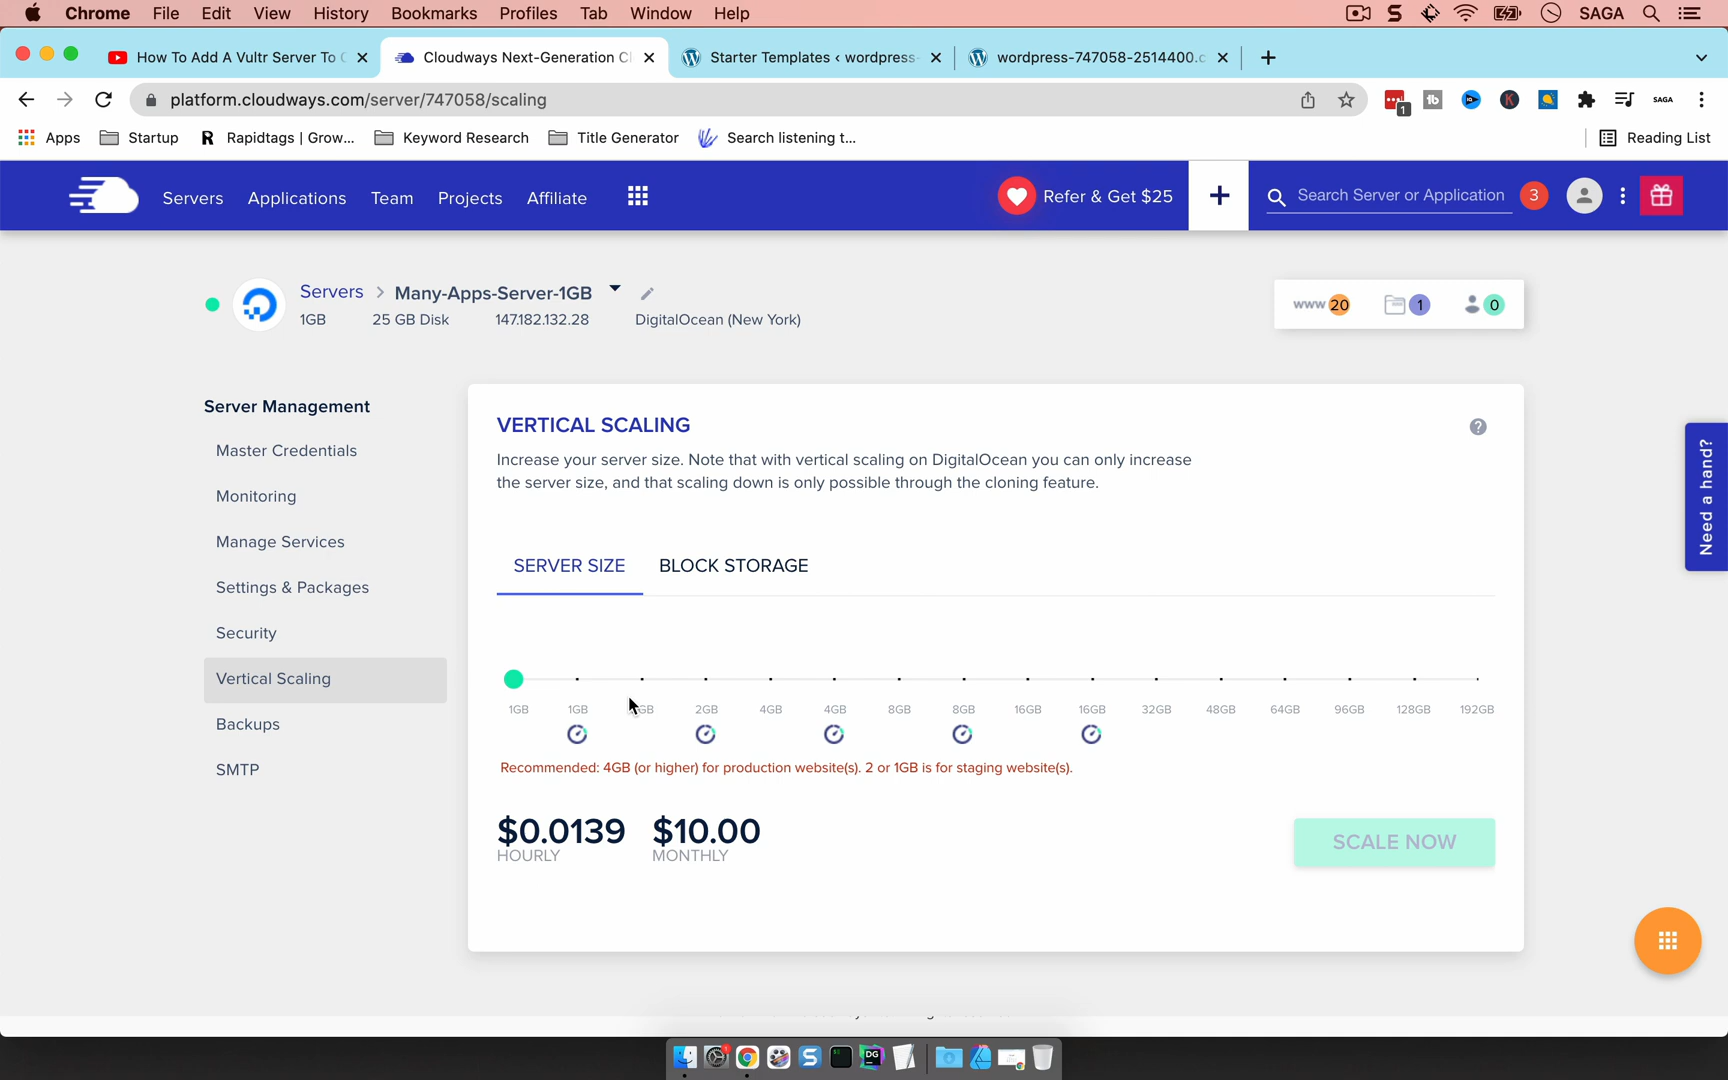 Chrome File Edit View History Bookmarks Profiles Tab Window Help SAGA
How To Add A Vultr Server To Cloudways Next-Generation Cl Starter Templates ‹ wordpress- wordpress-747058-2514400.c
platform.cloudways.com/server/747058/scaling 1 tb K SAGA
Apps Startup R Rapidtags | Grow... Keyword Research Title Generator Search listening t... Reading List
Servers Applications Team Projects Affiliate Refer & Get $25 + Search Server or Application 3
Servers > Many-Apps-Server-1GB
1GB 25 GB Disk 147.182.132.28 DigitalOcean (New York)
www 20 1 0
Server Management
Master Credentials
Monitoring
Manage Services
Settings & Packages
Security
Vertical Scaling
Backups
SMTP
VERTICAL SCALING
Increase your server size. Note that with vertical scaling on DigitalOcean you can only increase
the server size, and that scaling down is only possible through the cloning feature.
SERVER SIZE BLOCK STORAGE
1GB 1GB GB 2GB 4GB 4GB 8GB 8GB 16GB 16GB 32GB 48GB 64GB 96GB 128GB 192GB
Recommended: 4GB (or higher) for production website(s). 2 or 1GB is for staging website(s).
$0.0139 $10.00
HOURLY MONTHLY
SCALE NOW
Need a hand?
S DG